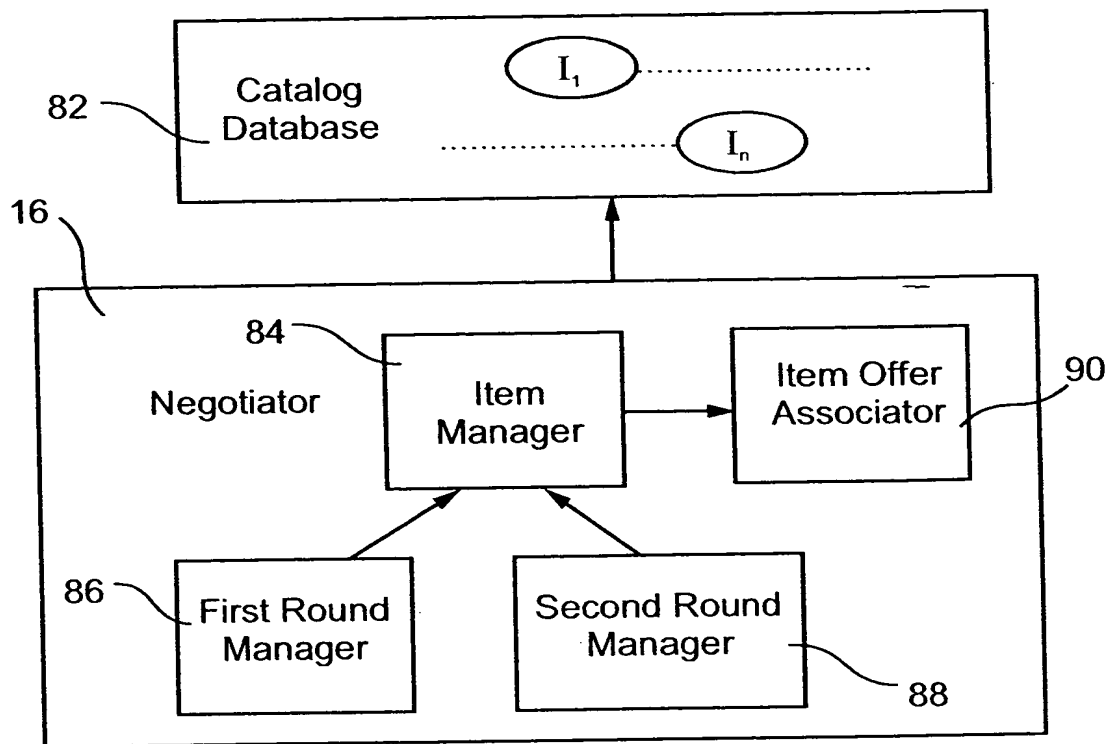 I₁
Catalog
Database
82
Iₙ
16
84
Negotiator
Item
Manager
Item Offer
Associator
90
86
First Round
Manager
Second Round
Manager
88